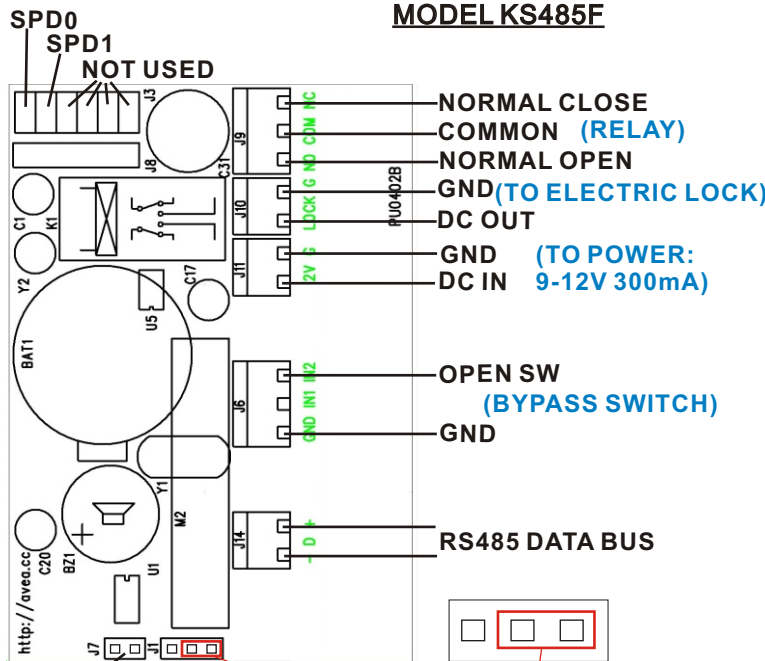 MODEL KS485F
SPD0
SPD1
NOT USED
J3
J8
C31
J9
NO COM NC
NORMAL CLOSE
COMMON (RELAY)
NORMAL OPEN
C1
K1
J10
LOCK G
GND (TO ELECTRIC LOCK)
DC OUT
PU0402B
Y2
U5
C17
J11
2V G
GND (TO POWER:
DC IN 9-12V 300mA)
BAT1
J6
GND IN1 IN2
OPEN SW
(BYPASS SWITCH)
GND
Y1
M2
J14
- D +
RS485 DATA BUS
C20
BZ1
+
U1
http://avea.cc
J7
J1